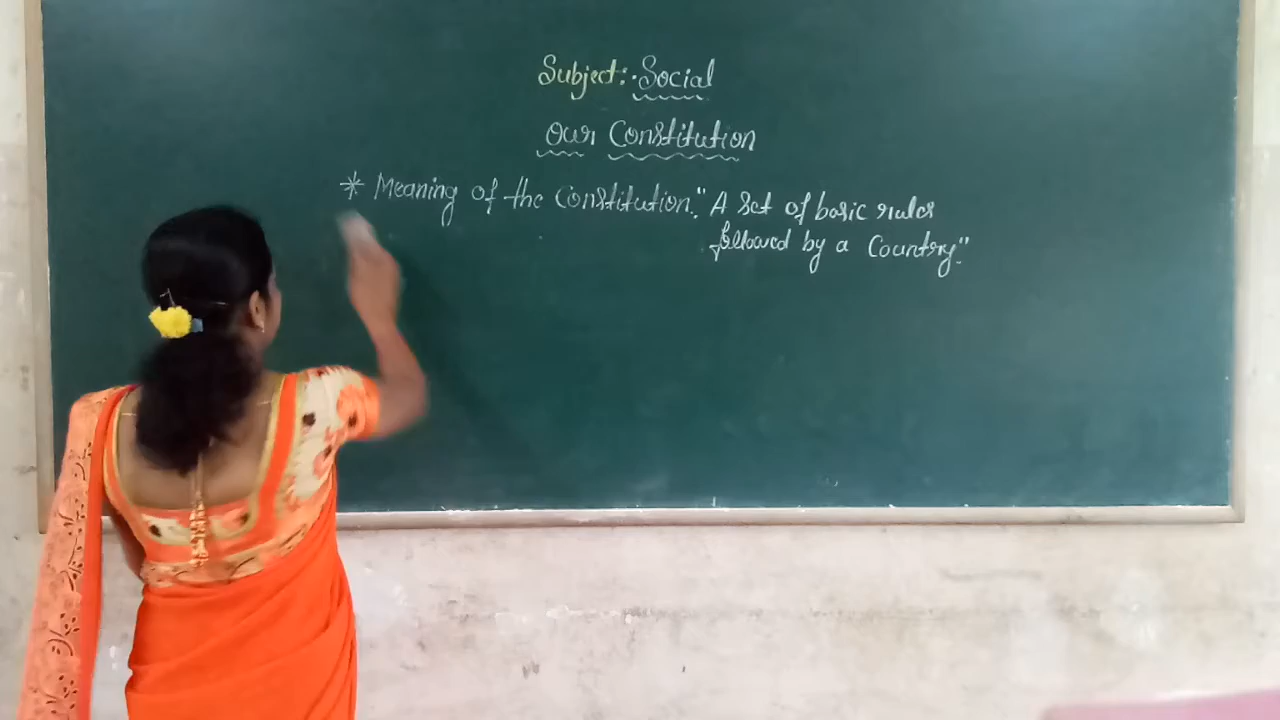 Subject:- Social
Our Constitution
* Meaning of the Constitution:- "A Set of basic rules
followed by a Country."